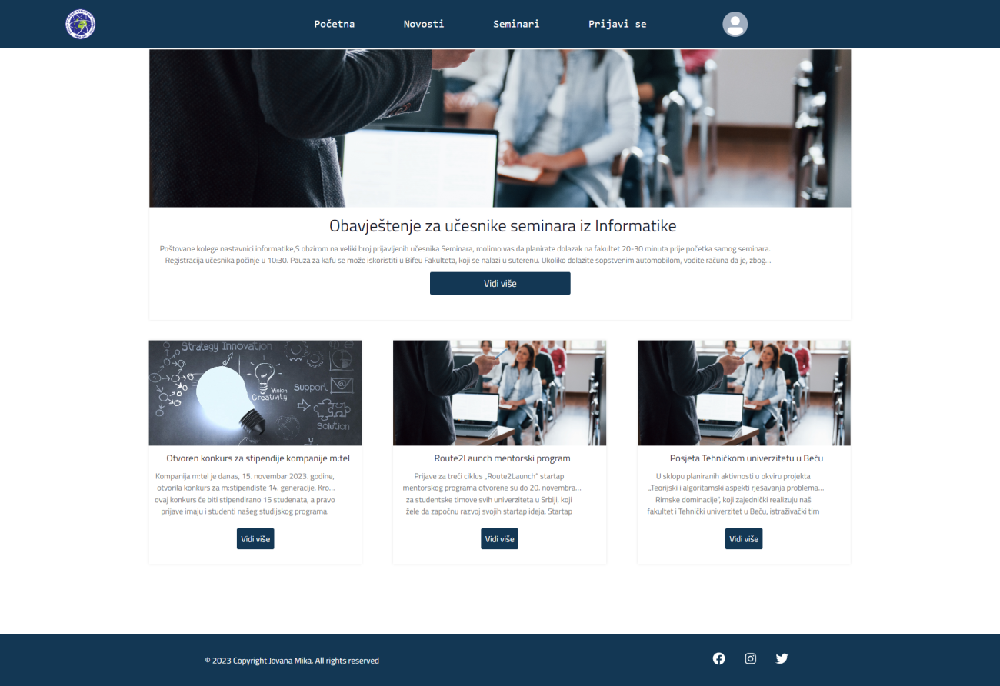 Početna Novosti Seminari Prijavi se
Obavještenje za učesnike seminara iz Informatike
Poštovane kolege nastavnici informatike,S obzirom na veliki broj prijavljenih učesnika Seminara, molimo vas da planirate dolazak na fakultet 20-30 minuta prije početka samog seminara.
Registracija učesnika počinje u 10:30. Pauza za kafu se može iskoristiti u Bifeu Fakulteta, koji se nalazi u suterenu. Ukoliko dolazite sopstvenim automobilom, vodite računa da je, zbog...
Vidi više
Strategy Innovation
Vision
Creativity
Support
Solution
Otvoren konkurs za stipendije kompanije m:tel
Kompanija m:tel je danas, 15. novembar 2023. godine,
otvorila konkurs za m:stipendiste 14. generacije. Kro...
ovaj konkurs će biti stipendirano 15 studenata, a pravo
prijave imaju i studenti našeg studijskog programa.
Vidi više
Route2Launch mentorski program
Prijave za treći ciklus „Route2Launch" startap
mentorskog programa otvorene su do 20. novembra...
za studentske timove svih univerziteta u Srbiji, koji
žele da započnu razvoj svojih startap ideja. Startap
Vidi više
Posjeta Tehničkom univerzitetu u Beču
U sklopu planiranih aktivnosti u okviru projekta
„Teorijski i algoritamski aspekti rješavanja problema...
Rimske dominacije", koji zajednički realizuju naš
fakultet i Tehnički univerzitet u Beču, istraživački tim
Vidi više
© 2023 Copyright Jovana Mika. All rights reserved